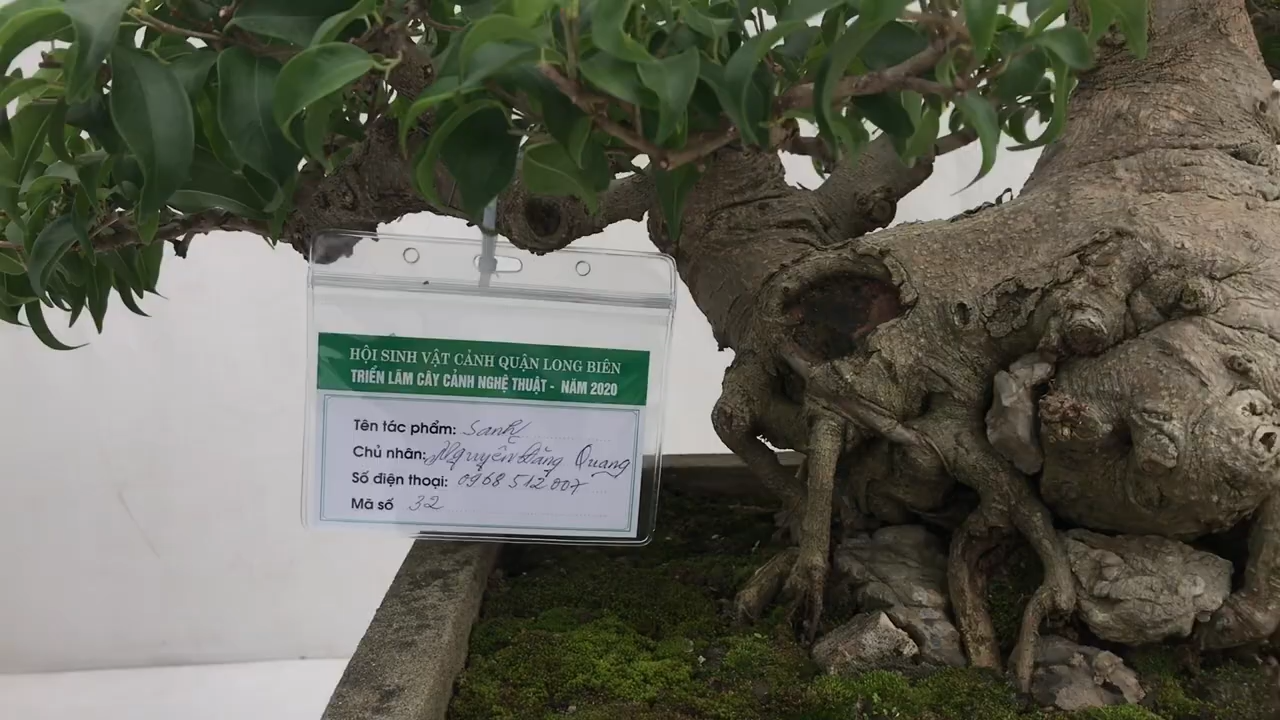 HỘI SINH VẬT CẢNH QUẬN LONG BIÊN
TRIỂN LÃM CÂY CẢNH NGHỆ THUẬT - NĂM 2020
Tên tác phẩm: Sanh
Chủ nhân: Nguyễn Đăng Quang
Số điện thoại: 0968 512 007
Mã số 32